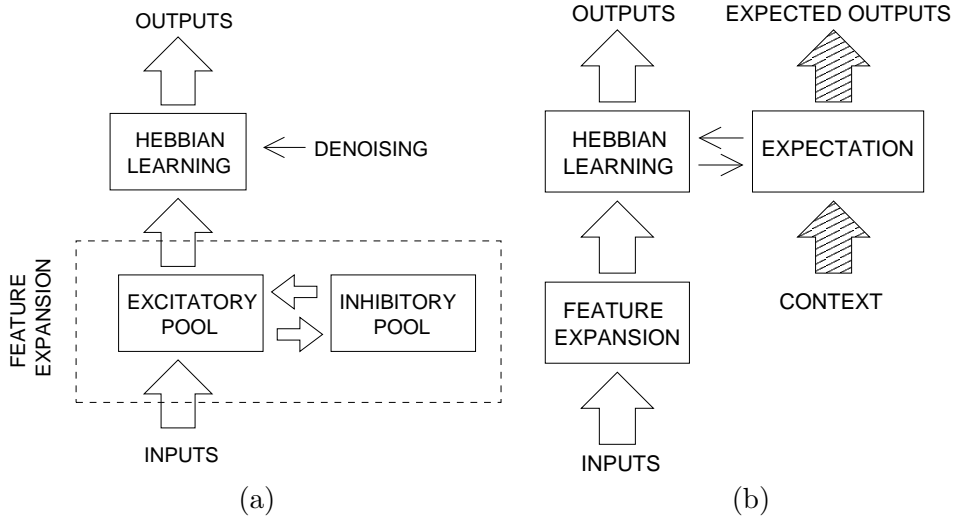 OUTPUTS
HEBBIAN
LEARNING
DENOISING
FEATURE
EXPANSION
EXCITATORY
POOL
INHIBITORY
POOL
INPUTS
(a)
OUTPUTS
EXPECTED OUTPUTS
HEBBIAN
LEARNING
EXPECTATION
FEATURE
EXPANSION
CONTEXT
INPUTS
(b)